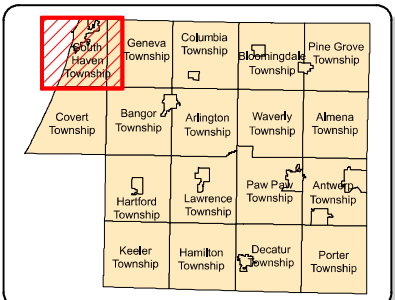 South
Haven
Township
Geneva
Township
Columbia
Township
Bloomingdale
Township
Pine Grove
Township
Covert
Township
Bangor
Township
Arlington
Township
Waverly
Township
Almena
Township
Hartford
Township
Lawrence
Township
Paw Paw
Township
Antwerp
Township
Keeler
Township
Hamilton
Township
Decatur
Township
Porter
Township